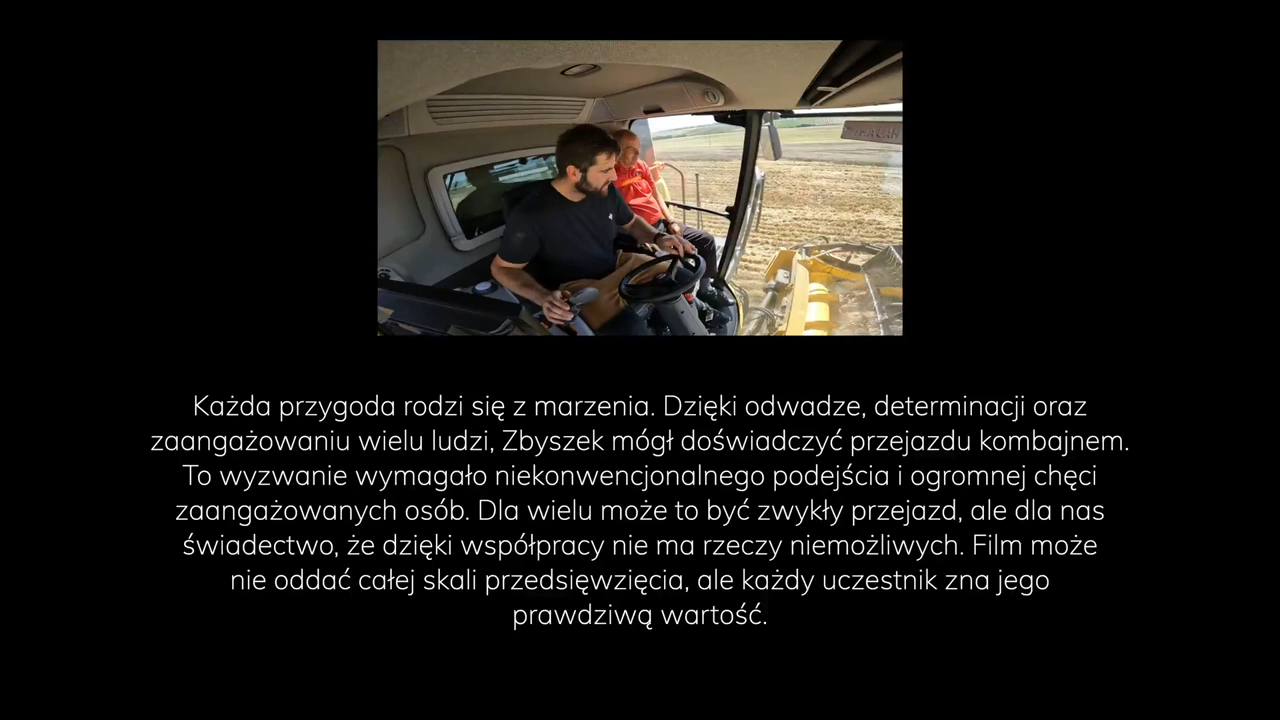 Każda przygoda rodzi się z marzenia. Dzięki odwadze, determinacji oraz
zaangażowaniu wielu ludzi, Zbyszek mógł doświadczyć przejazdu kombajnem.
To wyzwanie wymagało niekonwencjonalnego podejścia i ogromnej chęci
zaangażowanych osób. Dla wielu może to być zwykły przejazd, ale dla nas
świadectwo, że dzięki współpracy nie ma rzeczy niemożliwych. Film może
nie oddać całej skali przedsięwzięcia, ale każdy uczestnik zna jego
prawdziwą wartość.